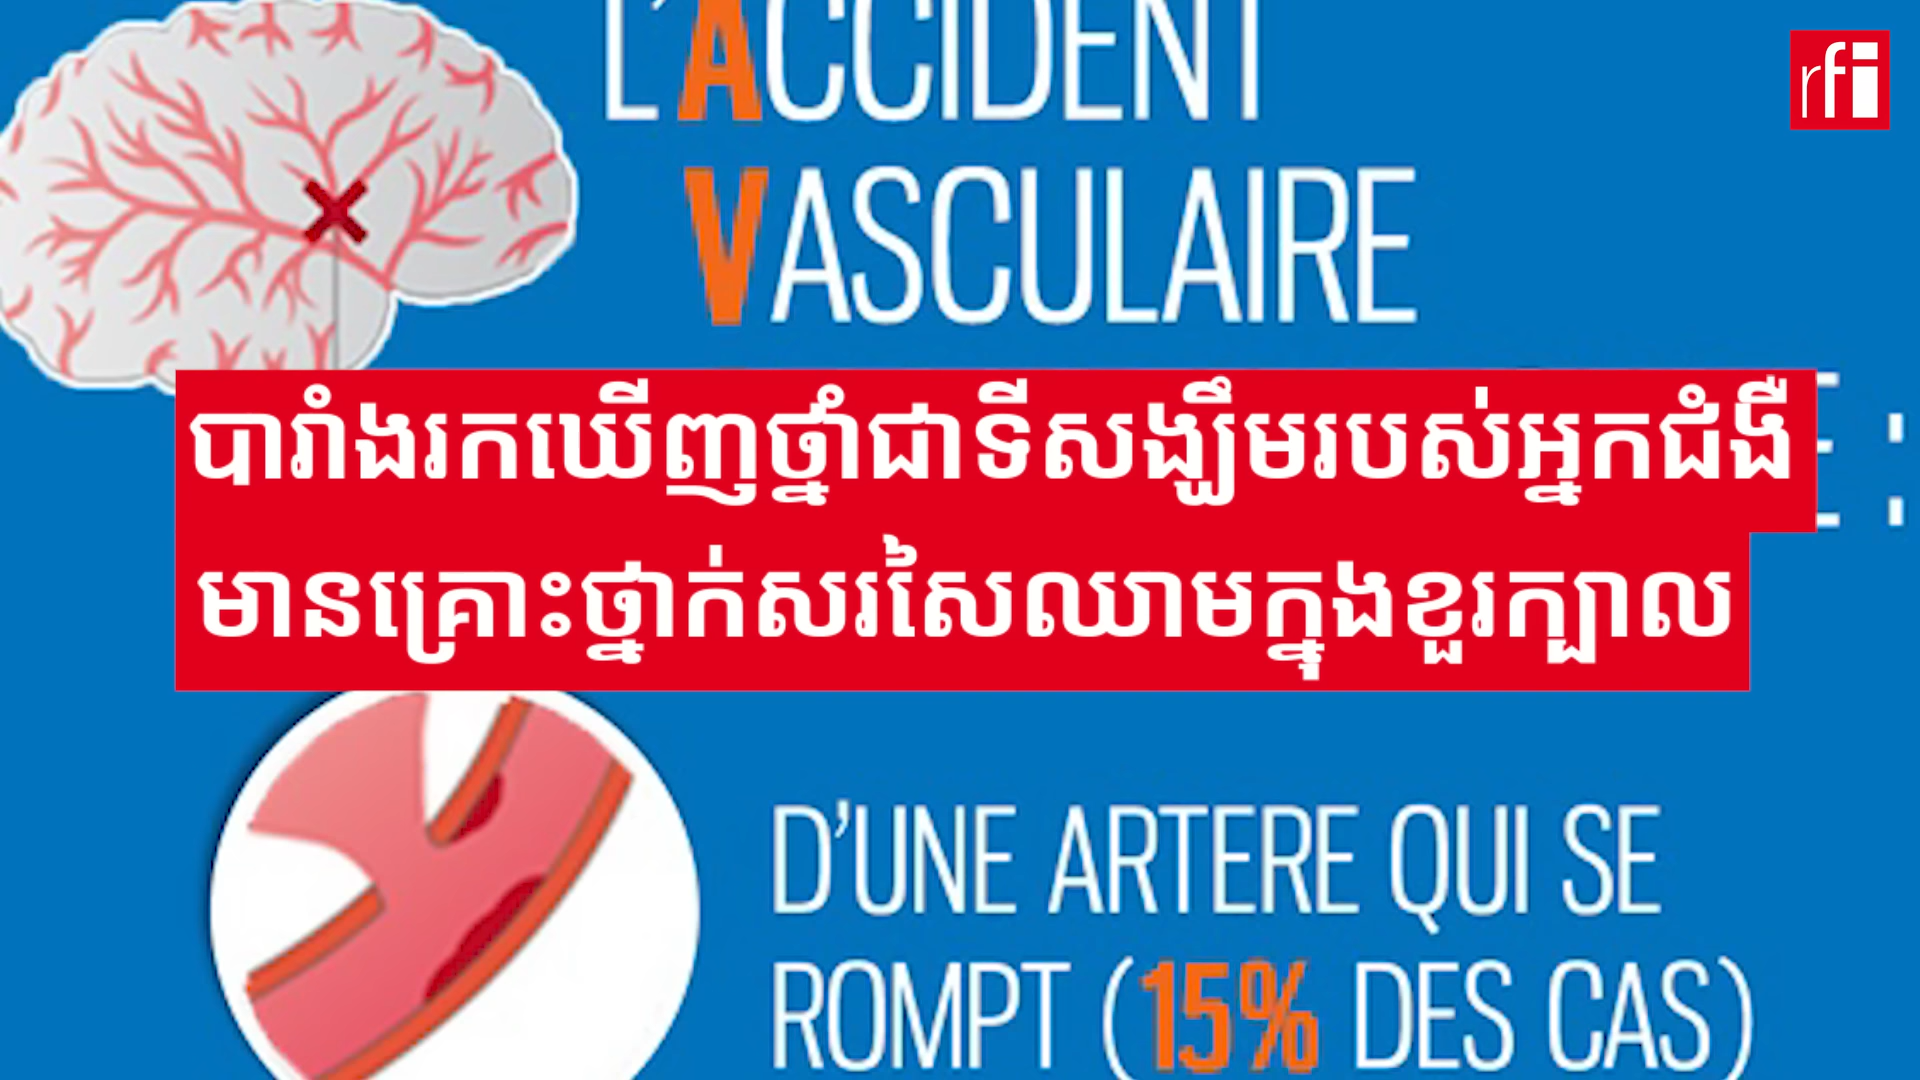 L'ACCIDENT
rfi
VASCULAIRE
បារាំងរកឃើញថ្នាំជាទីសង្ឃឹមរបស់អ្នកជំងឺ
មានគ្រោះថ្នាក់សរសៃឈាមក្នុងខួរក្បាល
D'UNE ARTERE QUI SE
ROMPT (15% DES CAS)